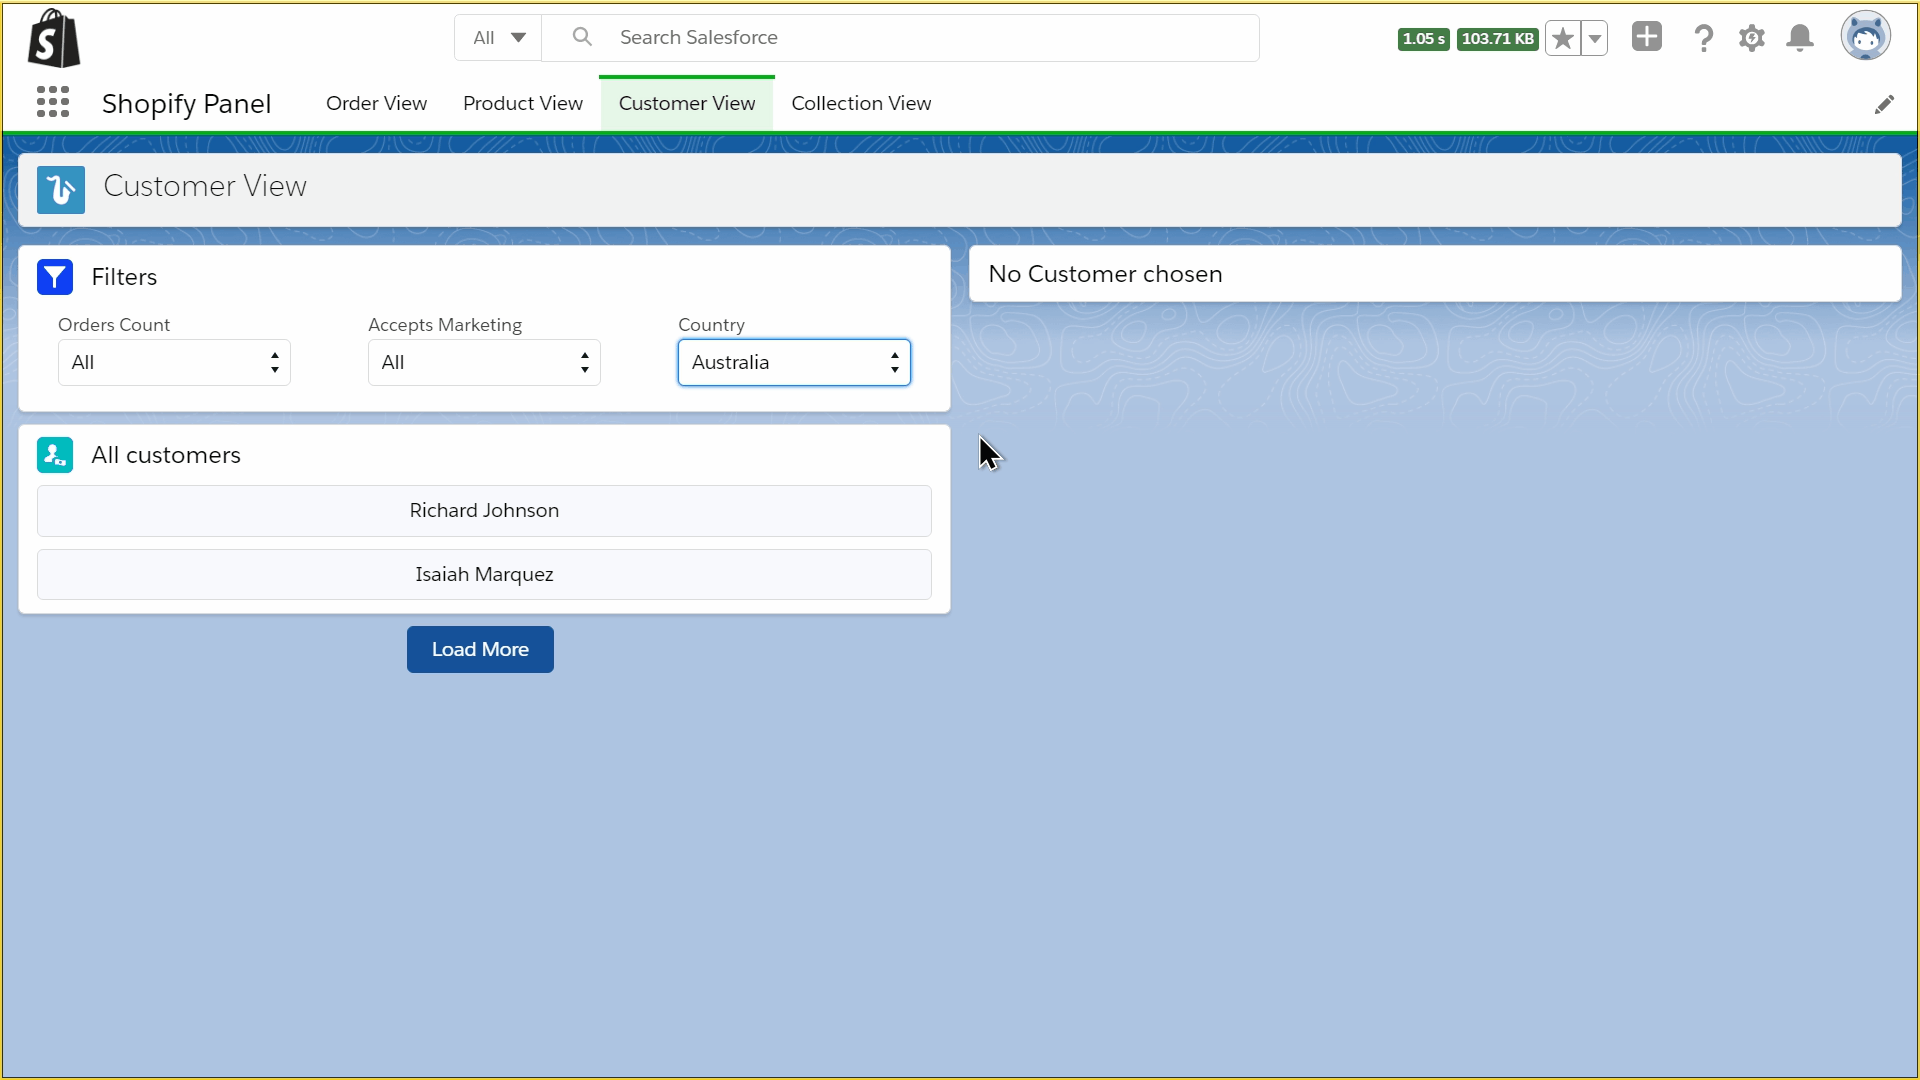 All
Search Salesforce
1.05 s
103.71 KB
Shopify Panel
Order View
Product View
Customer View
Collection View
Customer View
Filters
Orders Count
Accepts Marketing
Country
All
All
Australia
No Customer chosen
All customers
Richard Johnson
Isaiah Marquez
Load More